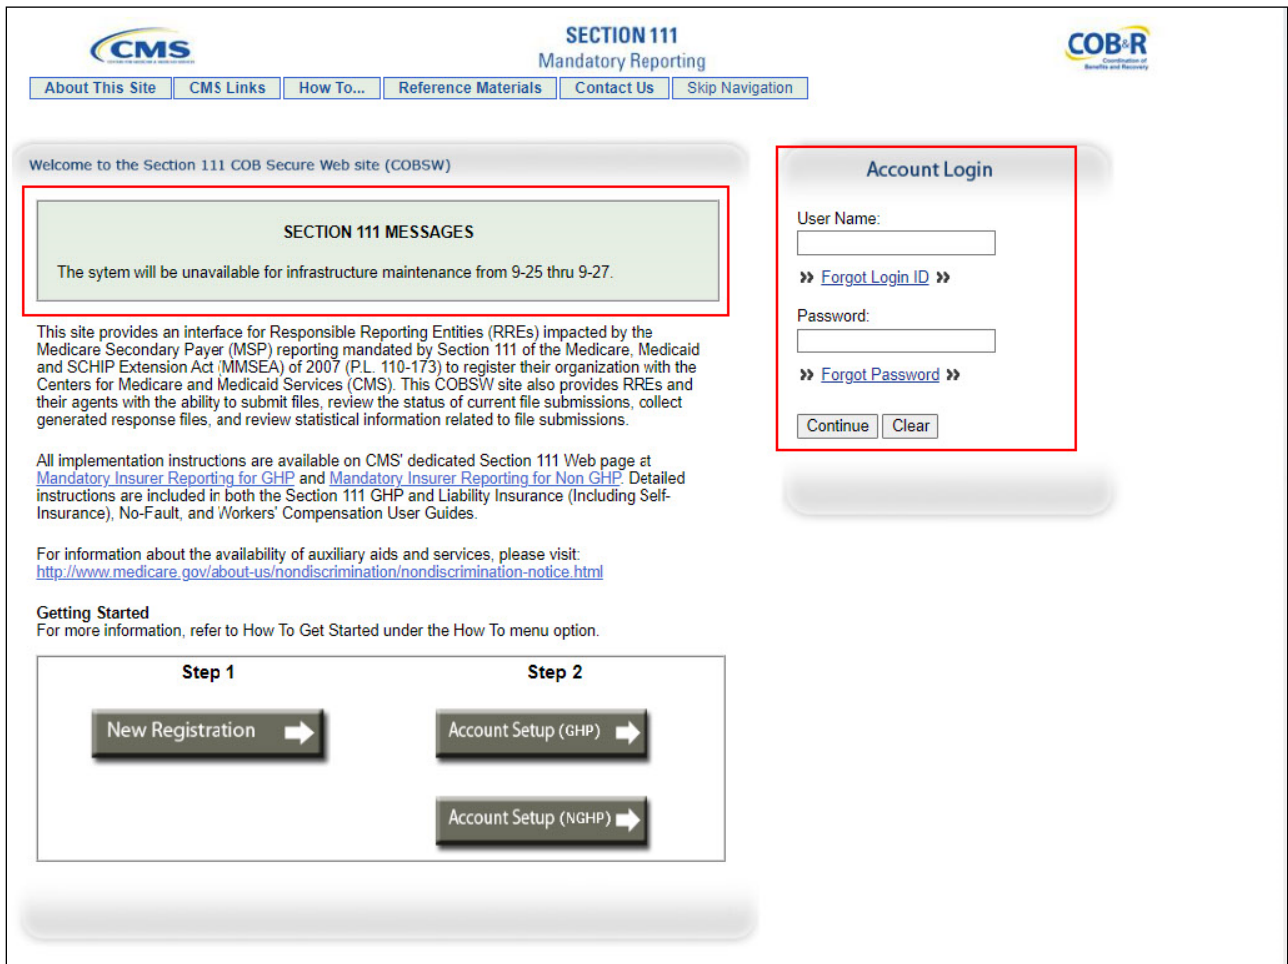 CMS
CENTERS FOR MEDICARE & MEDICAID SERVICES
SECTION 111
Mandatory Reporting
COB&R
Coordination of
Benefits and Recovery
About This Site
CMS Links
How To...
Reference Materials
Contact Us
Skip Navigation
Welcome to the Section 111 COB Secure Web site (COBSW)
SECTION 111 MESSAGES
The sytem will be unavailable for infrastructure maintenance from 9-25 thru 9-27.
This site provides an interface for Responsible Reporting Entities (RREs) impacted by the
Medicare Secondary Payer (MSP) reporting mandated by Section 111 of the Medicare, Medicaid
and SCHIP Extension Act (MMSEA) of 2007 (P.L. 110-173) to register their organization with the
Centers for Medicare and Medicaid Services (CMS). This COBSW site also provides RREs and
their agents with the ability to submit files, review the status of current file submissions, collect
generated response files, and review statistical information related to file submissions.
All implementation instructions are available on CMS' dedicated Section 111 Web page at
Mandatory Insurer Reporting for GHP and Mandatory Insurer Reporting for Non GHP. Detailed
instructions are included in both the Section 111 GHP and Liability Insurance (Including Self-
Insurance), No-Fault, and Workers' Compensation User Guides.
For information about the availability of auxiliary aids and services, please visit:
http://www.medicare.gov/about-us/nondiscrimination/nondiscrimination-notice.html
Getting Started
For more information, refer to How To Get Started under the How To menu option.
Step 1
New Registration
Step 2
Account Setup (GHP)
Account Setup (NGHP)
Account Login
User Name:
Forgot Login ID
Password:
Forgot Password
Continue
Clear